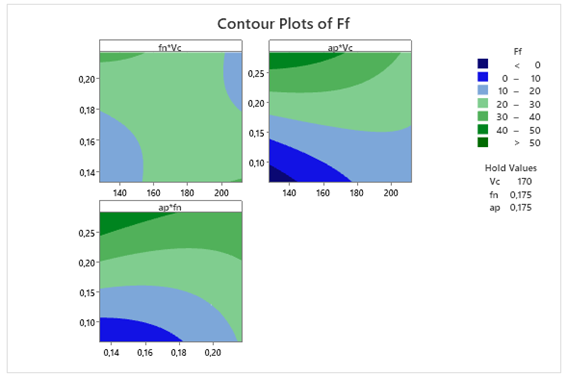 Contour Plots of Ff
fn*Vc
0,20
0,18
0,16
0,14
140 160 180 200
ap*Vc
0,25
0,20
0,15
0,10
140 160 180 200
ap*fn
0,25
0,20
0,15
0,10
0,14 0,16 0,18 0,20
Ff
< 0
0 – 10
10 – 20
20 – 30
30 – 40
40 – 50
> 50
Hold Values
Vc 170
fn 0,175
ap 0,175